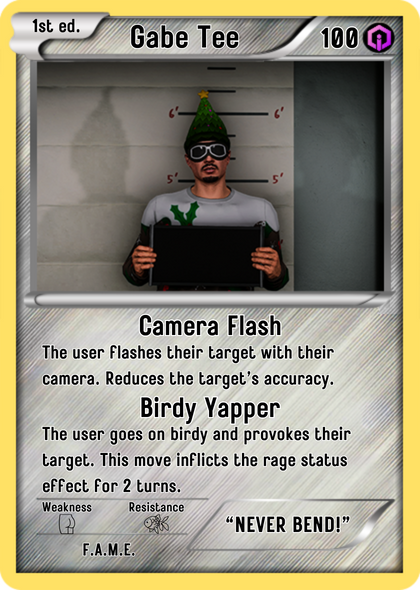 1st ed.
Gabe Tee
100
6' 6'
5' 5'
Camera Flash
The user flashes their target with their
camera. Reduces the target's accuracy.
Birdy Yapper
The user goes on birdy and provokes their
target. This move inflicts the rage status
effect for 2 turns.
Weakness Resistance
"NEVER BEND!"
F.A.M.E.